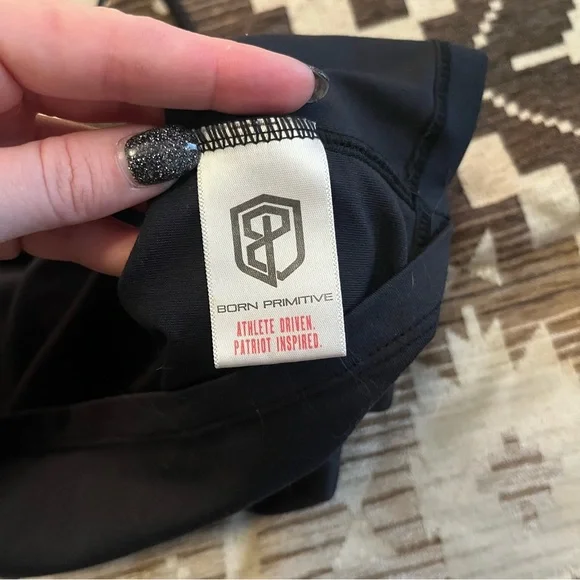 BORN PRIMITIVE
ATHLETE DRIVEN.
PATRIOT INSPIRED.